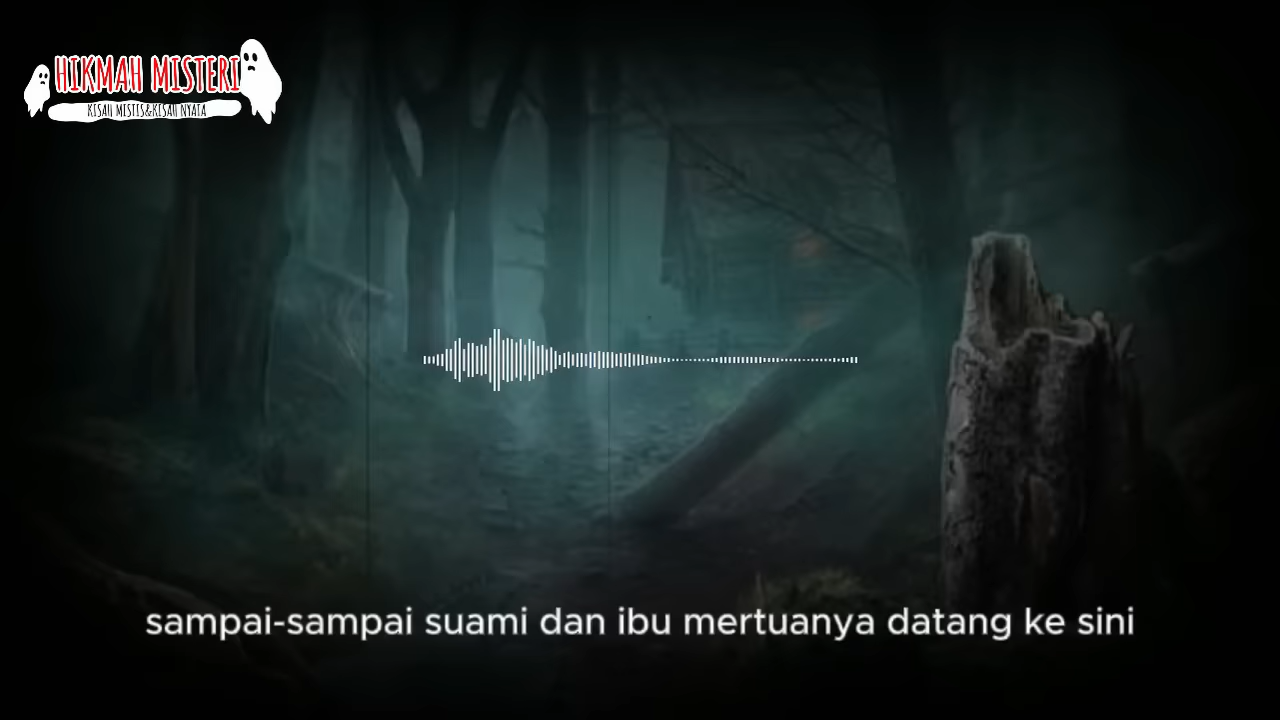 HIKMAH MISTERI
KISAH MISTIS&KISAH NYATA
sampai-sampai suami dan ibu mertuanya datang ke sini